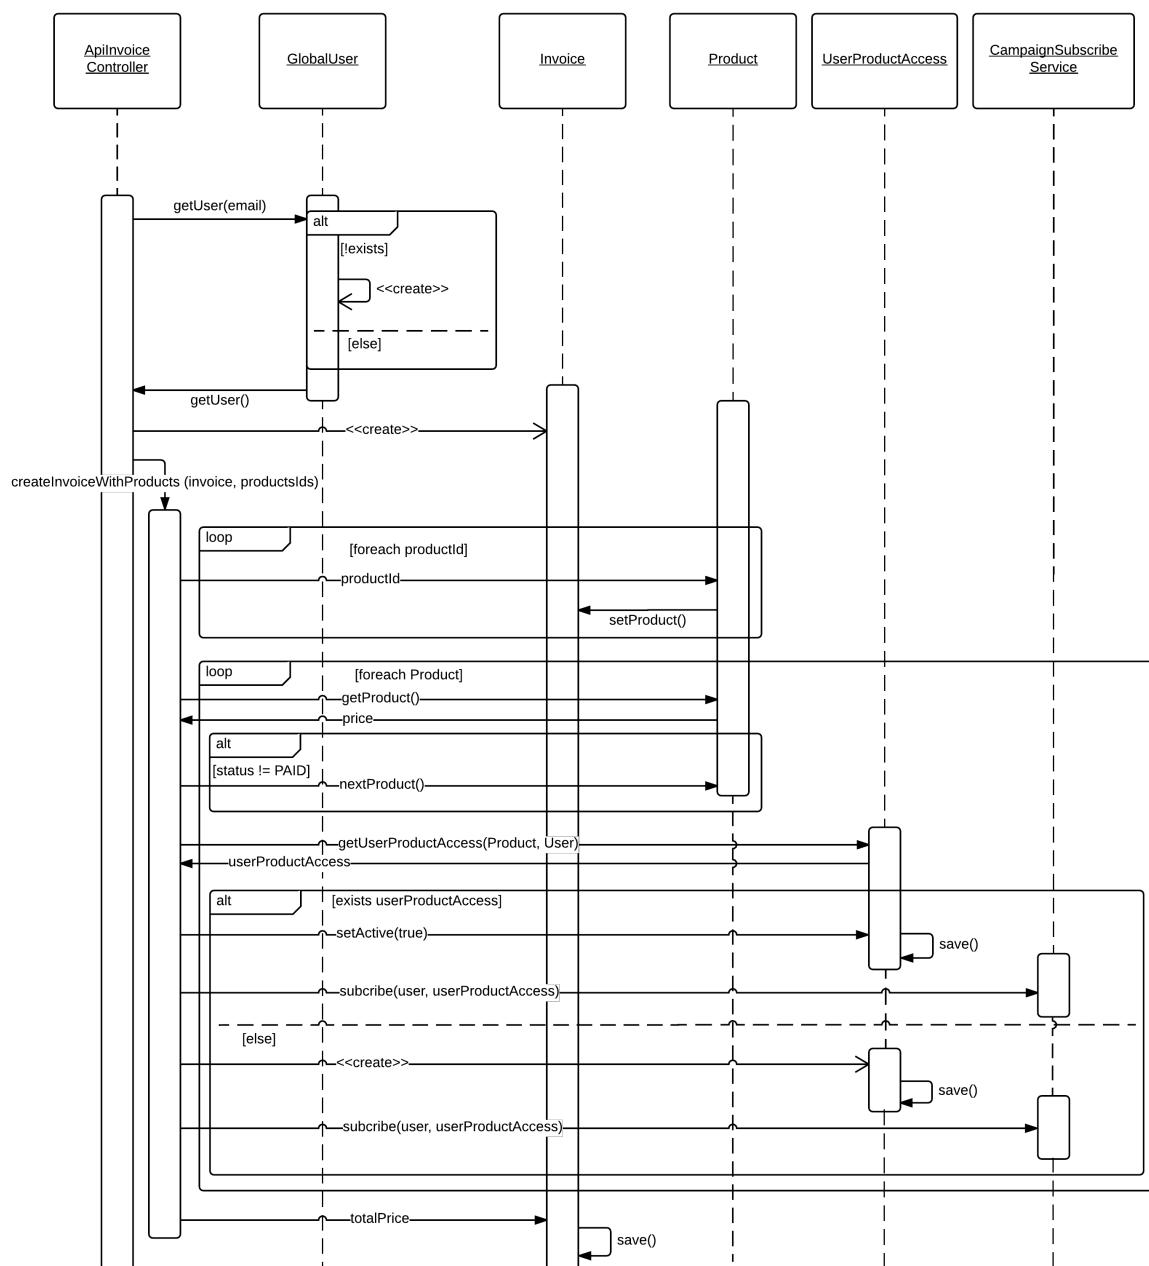 ApiInvoice
Controller
GlobalUser
Invoice
Product
UserProductAccess
CampaignSubscribe
Service
getUser(email)
alt
[!exists]
<<create>>
[else]
getUser()
<<create>>
createInvoiceWithProducts (invoice, productsIds)
loop
[foreach productId]
productId
setProduct()
loop
[foreach Product]
getProduct()
price
alt
[status != PAID]
nextProduct()
getUserProductAccess(Product, User)
userProductAccess
alt
[exists userProductAccess]
setActive(true)
save()
subcribe(user, userProductAccess)
[else]
<<create>>
save()
subcribe(user, userProductAccess)
totalPrice
save()